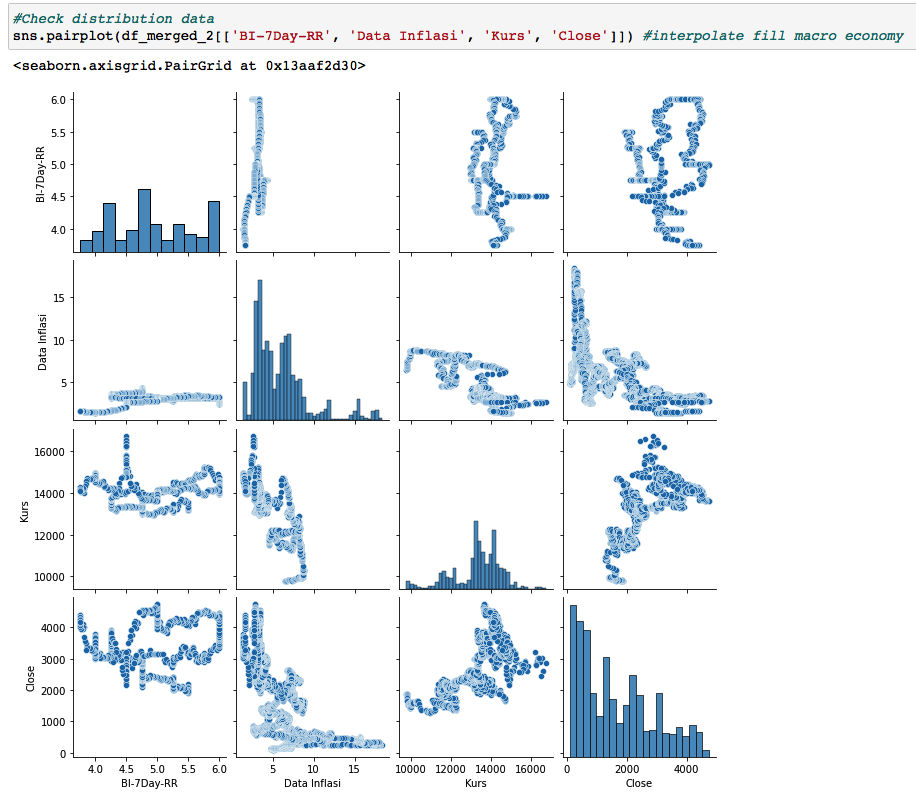 #Check distribution data
sns.pairplot(df_merged_2[['BI-7Day-RR', 'Data Inflasi', 'Kurs', 'Close']]) #interpolate fill macro economy
<seaborn.axisgrid.PairGrid at 0x13aaf2d30>
BI-7Day-RR
6.0
5.5
5.0
4.5
4.0
Data Inflasi
15
10
5
Kurs
16000
14000
12000
10000
Close
4000
3000
2000
1000
0
4.0 4.5 5.0 5.5 6.0
5 10 15
10000 12000 14000 16000
0 2000 4000
BI-7Day-RR
Data Inflasi
Kurs
Close